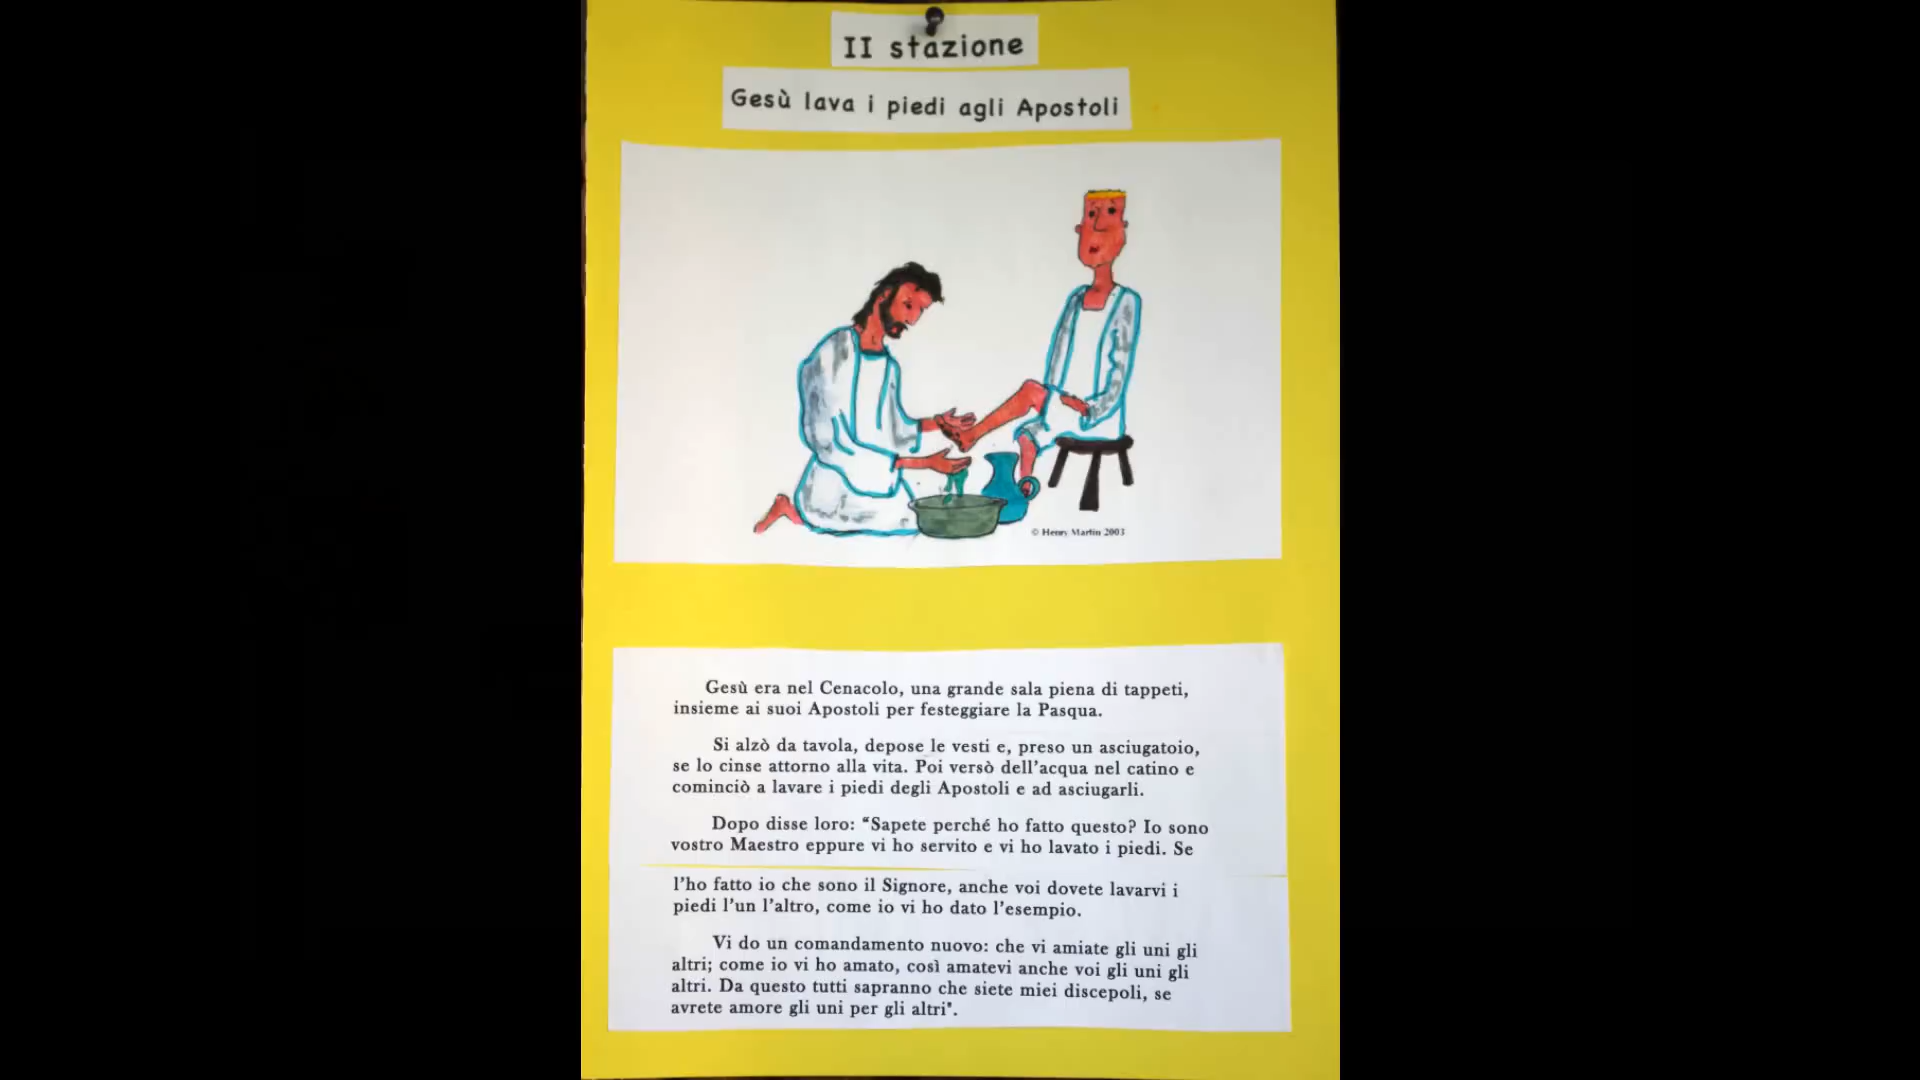 II stazione
Gesù lava i piedi agli Apostoli
© Henry Martin 2003
Gesù era nel Cenacolo, una grande sala piena di tappeti,
insieme ai suoi Apostoli per festeggiare la Pasqua.
Si alzò da tavola, depose le vesti e, preso un asciugatoio,
se lo cinse attorno alla vita. Poi versò dell'acqua nel catino e
cominciò a lavare i piedi degli Apostoli e ad asciugarli.
Dopo disse loro: “Sapete perché ho fatto questo? Io sono
vostro Maestro eppure vi ho servito e vi ho lavato i piedi. Se
l'ho fatto io che sono il Signore, anche voi dovete lavarvi i
piedi l'un l'altro, come io vi ho dato l'esempio.
Vi do un comandamento nuovo: che vi amiate gli uni gli
altri; come io vi ho amato, così amatevi anche voi gli uni gli
altri. Da questo tutti sapranno che siete miei discepoli, se
avrete amore gli uni per gli altri".